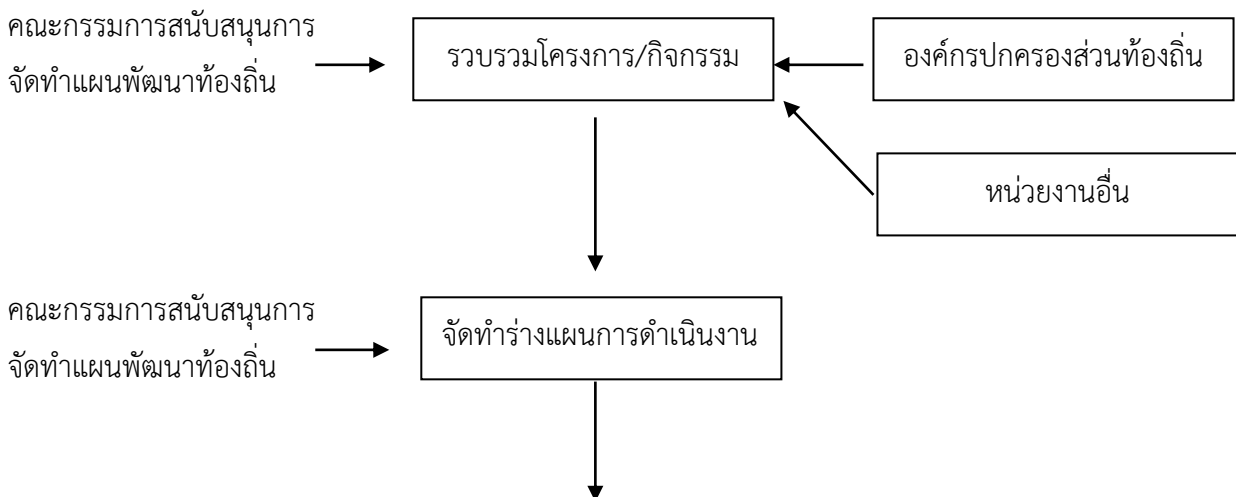 คณะกรรมการสนับสนุนการ
จัดทำแผนพัฒนาท้องถิ่น
รวบรวมโครงการ/กิจกรรม
องค์กรปกครองส่วนท้องถิ่น
หน่วยงานอื่น
คณะกรรมการสนับสนุนการ
จัดทำแผนพัฒนาท้องถิ่น
จัดทำร่างแผนการดำเนินงาน